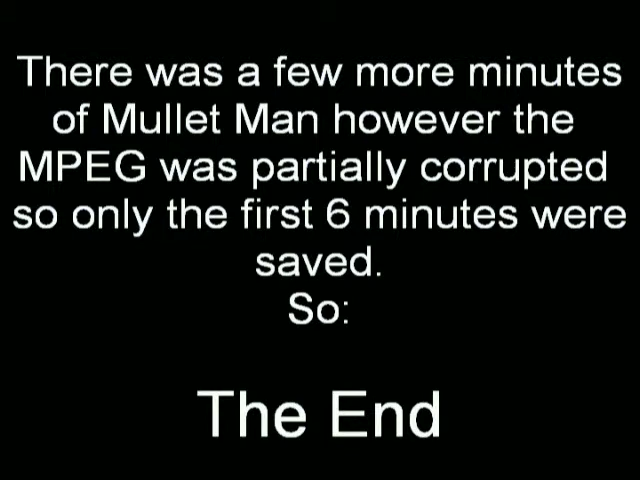 There was a few more minutes
of Mullet Man however the
MPEG was partially corrupted
so only the first 6 minutes were
saved.
So:
The End